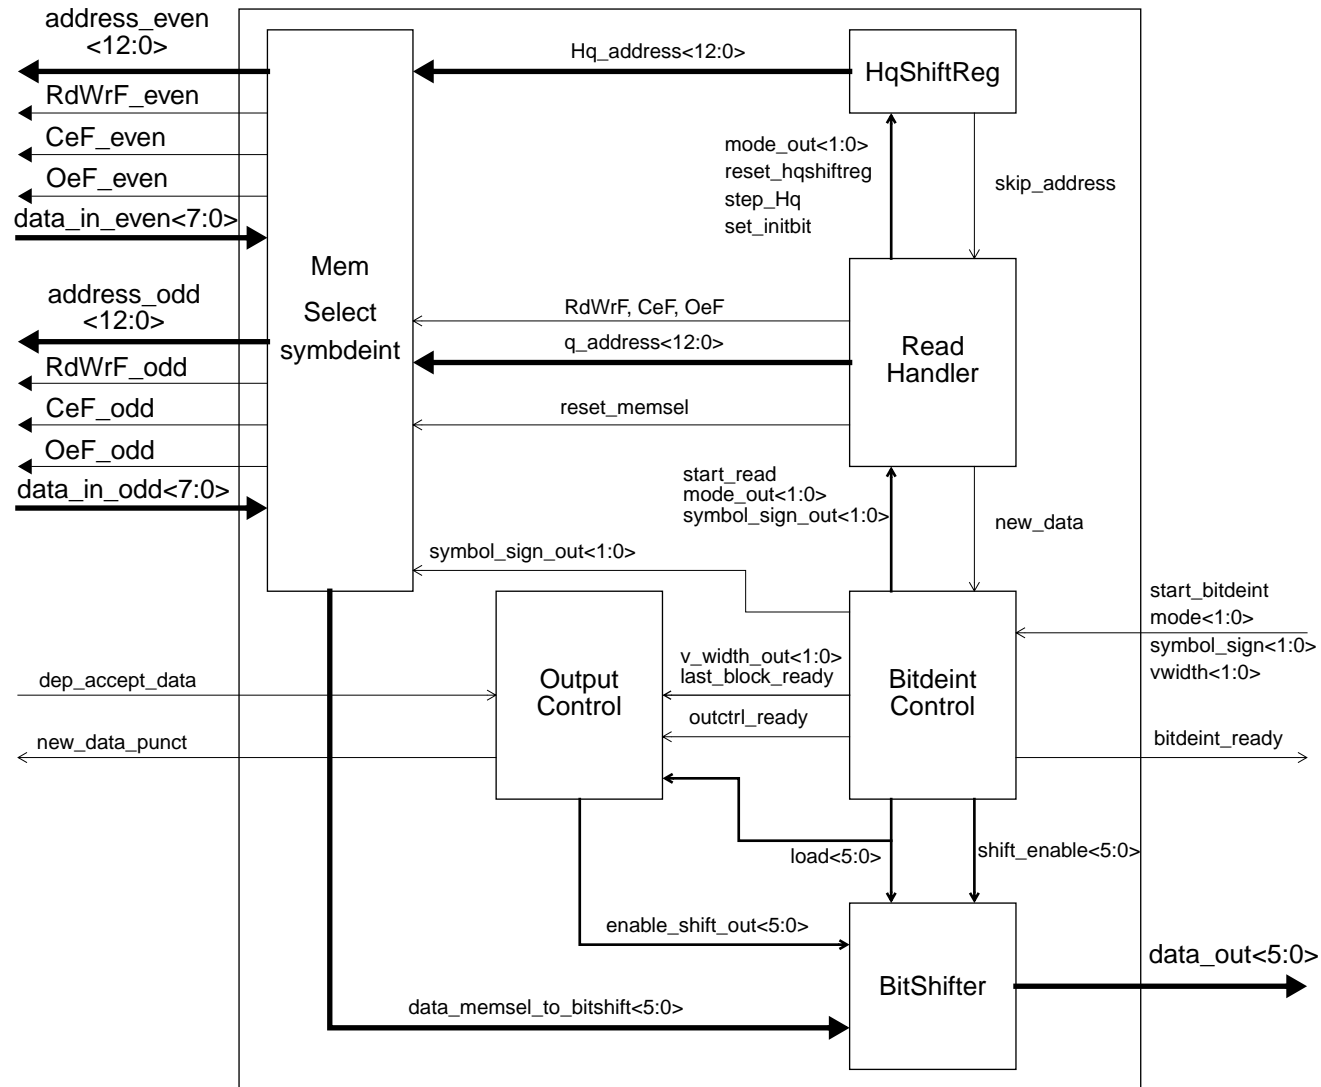 address_even
<12:0>
RdWrF_even
CeF_even
OeF_even
data_in_even<7:0>
address_odd
<12:0>
RdWrF_odd
CeF_odd
OeF_odd
data_in_odd<7:0>
Mem
Select
symbdeint
Hq_address<12:0>
HqShiftReg
mode_out<1:0>
reset_hqshiftreg
step_Hq
set_initbit
skip_address
RdWrF, CeF, OeF
q_address<12:0>
reset_memsel
Read
Handler
start_read
mode_out<1:0>
symbol_sign_out<1:0>
new_data
symbol_sign_out<1:0>
start_bitdeint
mode<1:0>
symbol_sign<1:0>
vwidth<1:0>
dep_accept_data
new_data_punct
Output
Control
v_width_out<1:0>
last_block_ready
outctrl_ready
Bitdeint
Control
bitdeint_ready
load<5:0>
shift_enable<5:0>
enable_shift_out<5:0>
BitShifter
data_out<5:0>
data_memsel_to_bitshift<5:0>